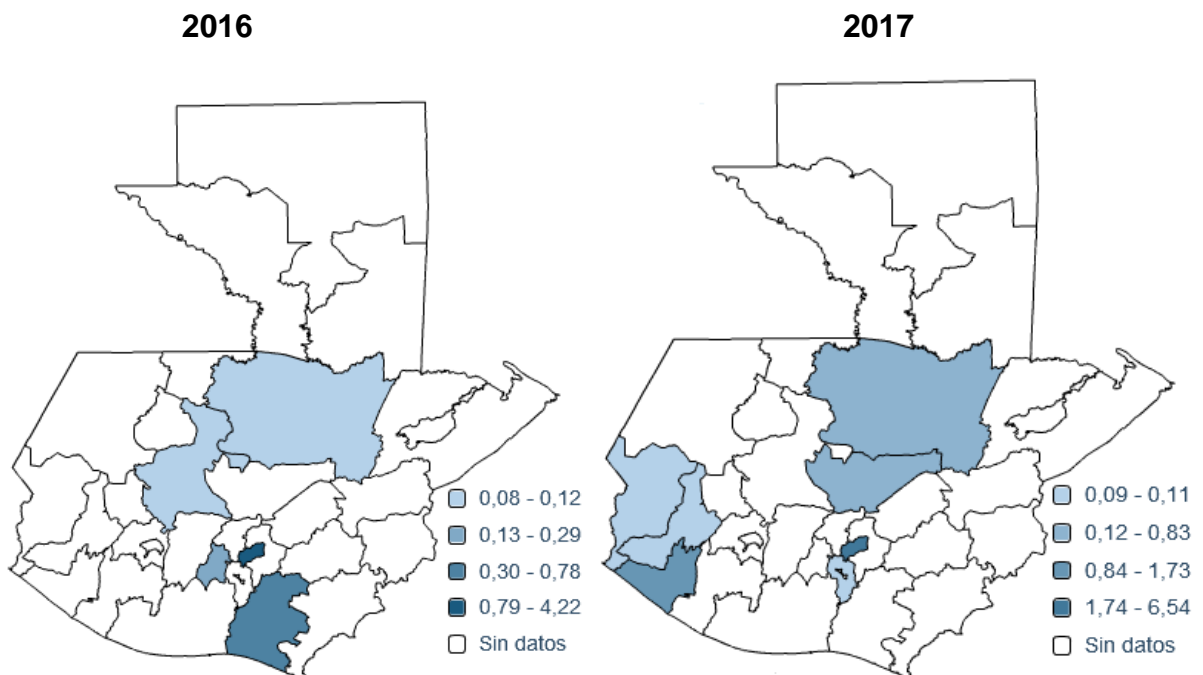 2016
2017
0,08 - 0,12
0,13 - 0,29
0,30 - 0,78
0,79 - 4,22
Sin datos
0,09 - 0,11
0,12 - 0,83
0,84 - 1,73
1,74 - 6,54
Sin datos